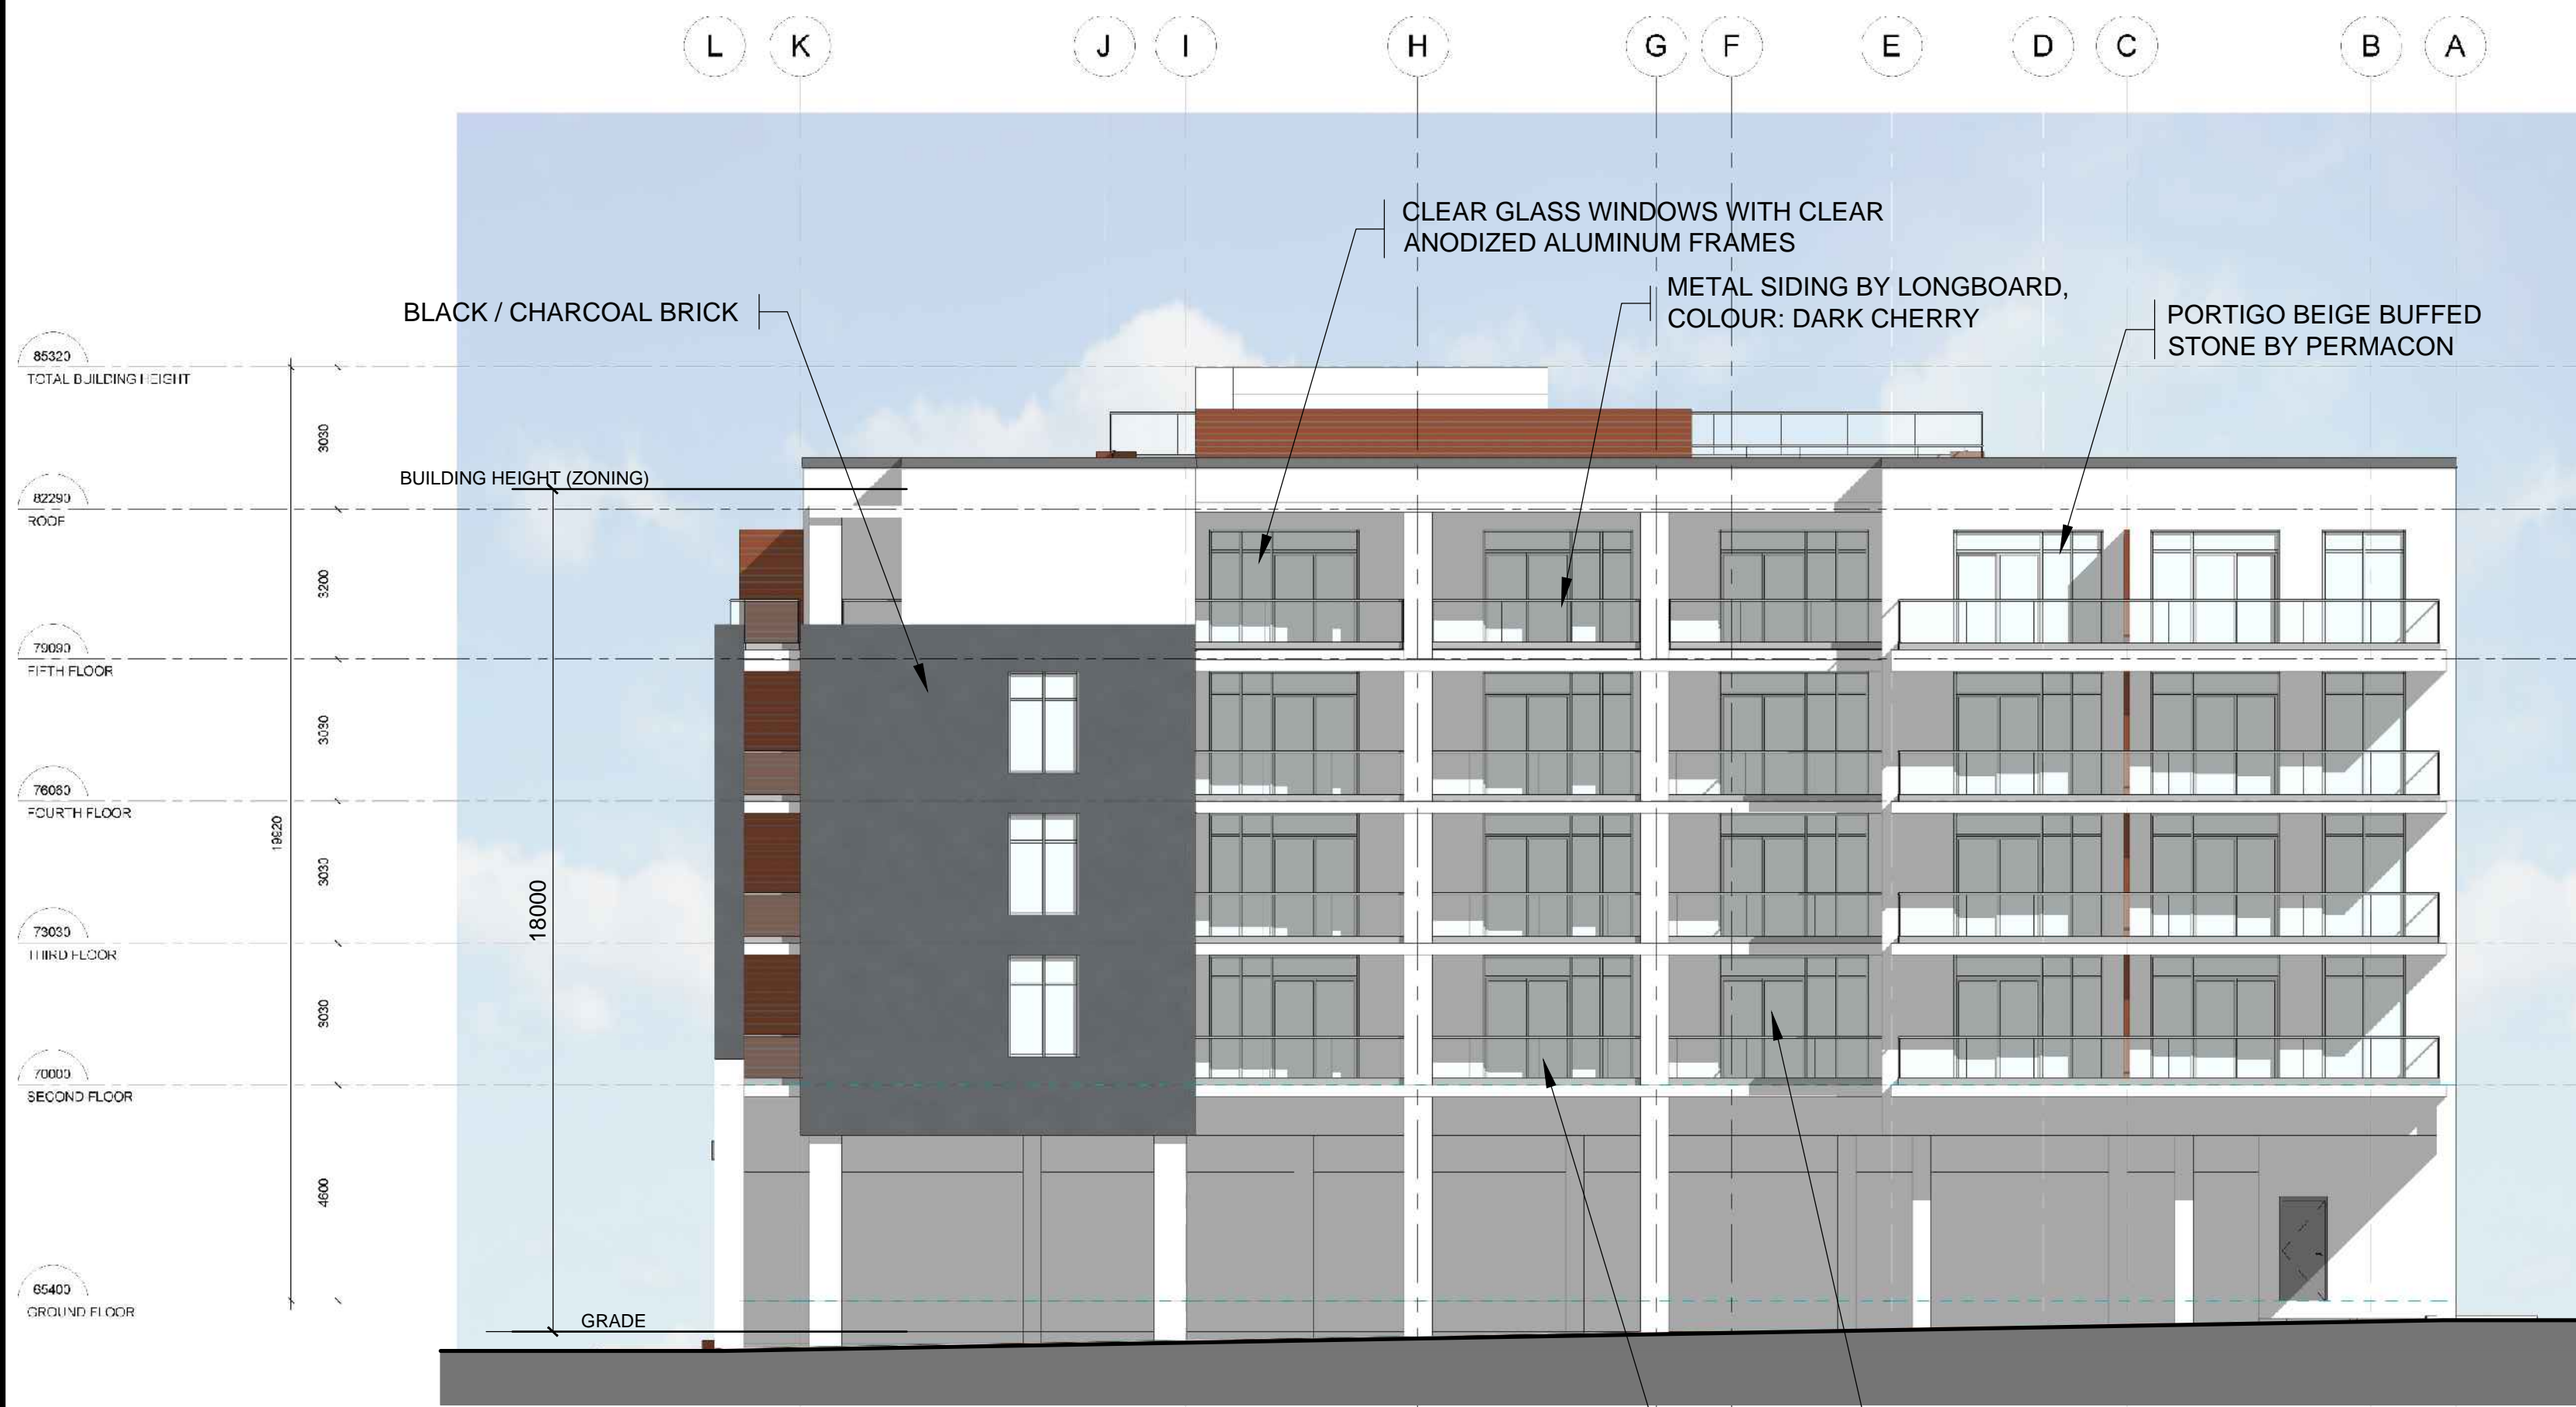 L K J I H G F E D C B A
CLEAR GLASS WINDOWS WITH CLEAR
ANODIZED ALUMINUM FRAMES
METAL SIDING BY LONGBOARD,
COLOUR: DARK CHERRY
BLACK / CHARCOAL BRICK
PORTIGO BEIGE BUFFED
STONE BY PERMACON
85320
TOTAL BUILDING HEIGHT
3030
BUILDING HEIGHT (ZONING)
82290
ROOF
3200
79090
FIFTH FLOOR
3030
76060
FOURTH FLOOR
19920
3030
18000
73030
THIRD FLOOR
3030
70000
SECOND FLOOR
4600
65400
GROUND FLOOR
GRADE